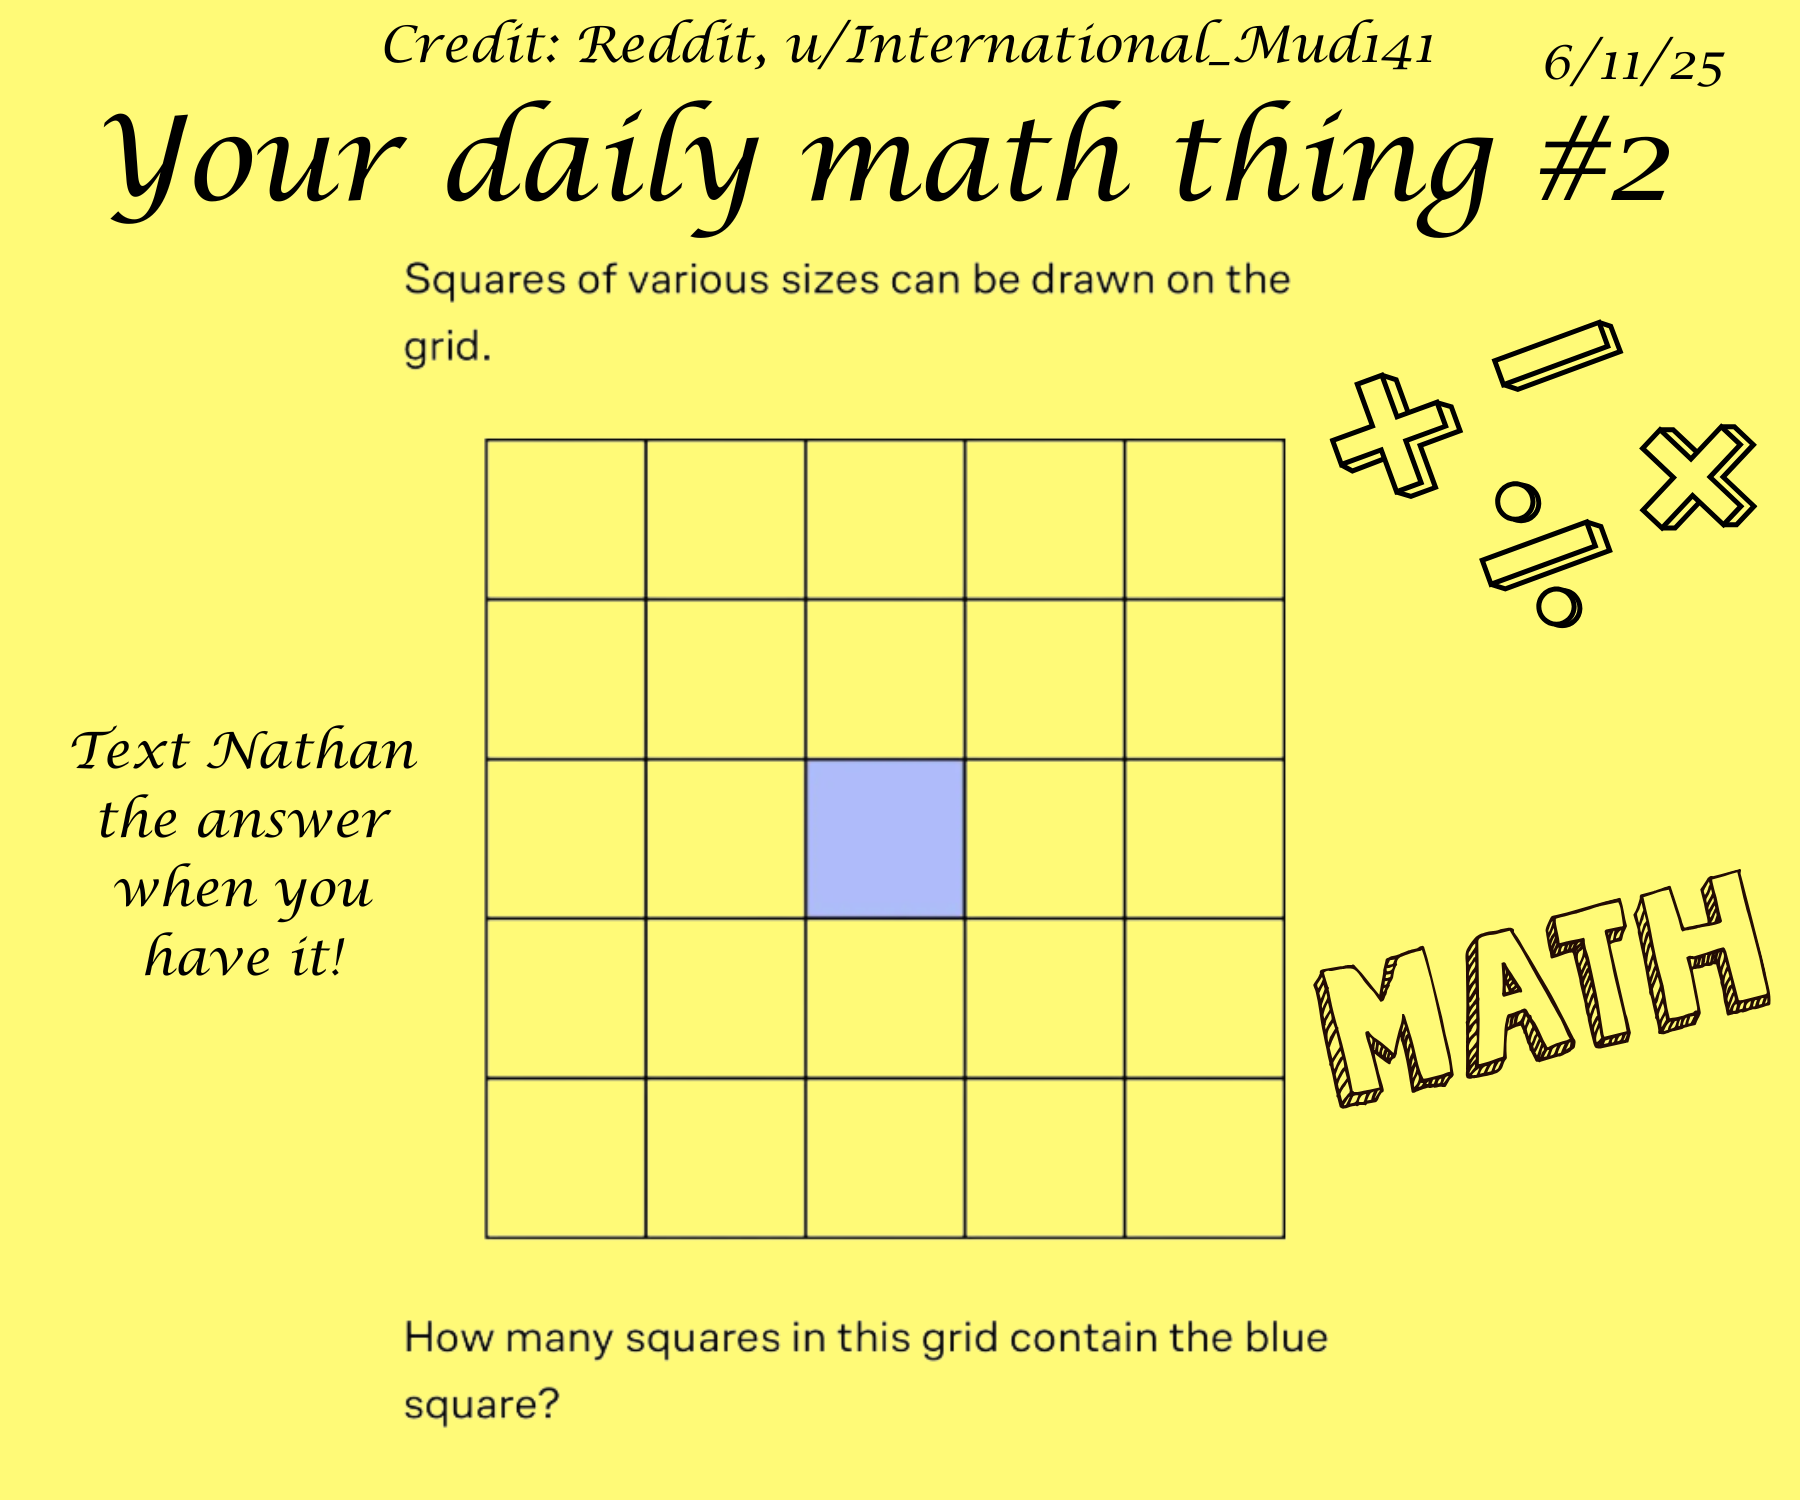 Credit: Reddit, u/International_Mud141
6/11/25
Your daily math thing #2
Squares of various sizes can be drawn on the
grid.
Text Nathan
the answer
when you
have it!
MATH
How many squares in this grid contain the blue
square?